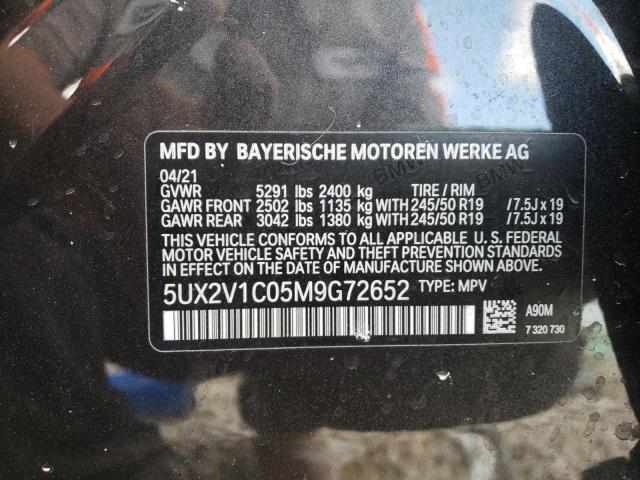 MFD BY BAYERISCHE MOTOREN WERKE AG
04/21
GVWR 5291 lbs 2400 kg TIRE / RIM
GAWR FRONT 2502 lbs 1135 kg WITH 245/50 R19 /7.5J x 19
GAWR REAR 3042 lbs 1380 kg WITH 245/50 R19 /7.5J x 19
THIS VEHICLE CONFORMS TO ALL APPLICABLE U. S. FEDERAL
MOTOR VEHICLE SAFETY AND THEFT PREVENTION
STANDARDS IN EFFECT ON THE DATE OF MANUFACTURE SHOWN ABOVE.
5UX2V1C05M9G72652 TYPE: MPV
A90M
7 320 730